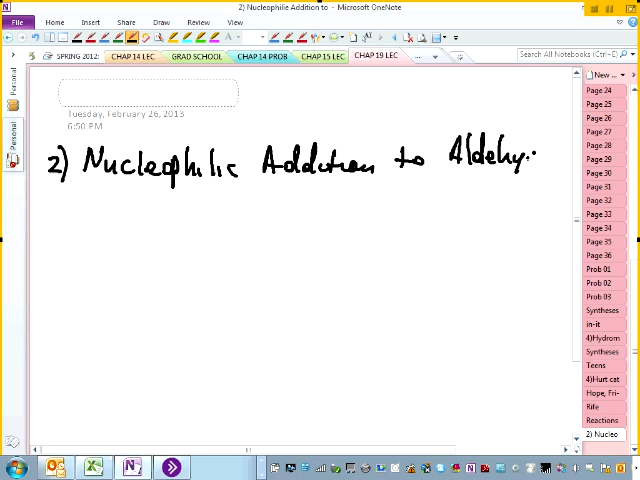 2) Nucleophilie Addition to - Microsoft OneNote
File Home Insert Draw Review View
SPRING 2012: CHAP 14 LEC GRAD SCHOOL CHAP 14 PROB CHAP 15 LEC CHAP 19 LEC ... Search All Notebooks (Ctrl+E)
Personal
Personal
Tuesday, February 26, 2013
6:50 PM
2) Nucleophilic Addition to Aldehy
New ...
Page 24
Page 25
Page 26
Page 27
Page 28
Page 29
Page 30
Page 31
Page 32
Page 33
Page 34
Page 35
Page 36
Prob 01
Prob 02
Prob 03
Syntheses
in-it
4)Hydrom
Syntheses
Teens
4)Hurt cat
Hope, Fri-
Rife
Reactions
2) Nucleo